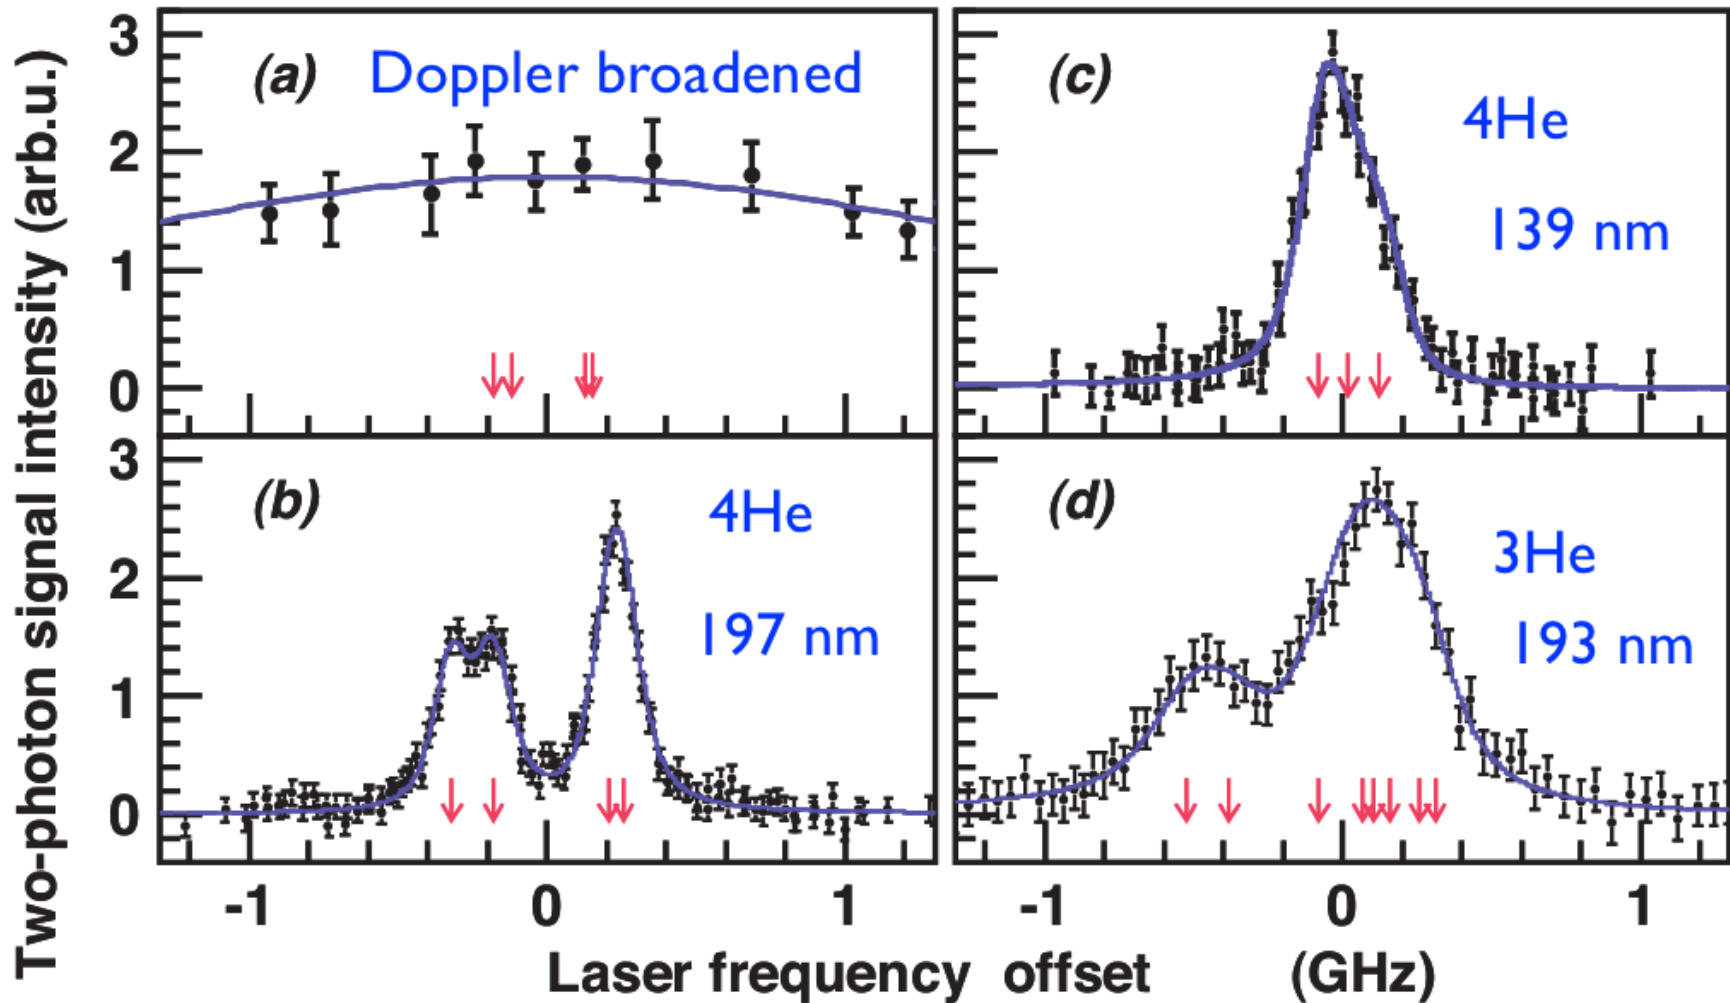 Two-photon signal intensity (arb.u.)
3
2
1
0
(a) Doppler broadened
(c)
4He
139 nm
3
2
1
0
(b)
4He
197 nm
(d)
3He
193 nm
-1 0 1 -1 0 1
Laser frequency offset (GHz)